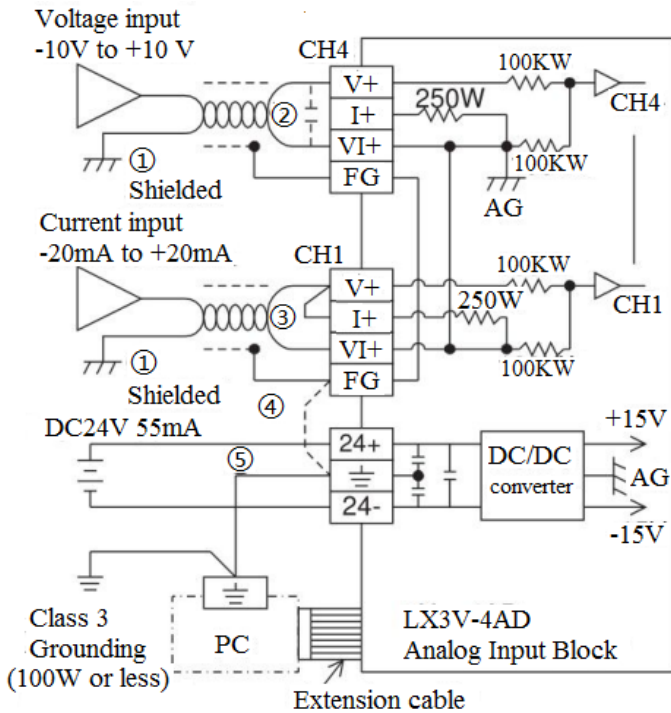 Voltage input
-10V to +10 V
CH4
V+
I+
VI+
FG
②
①
Shielded
250W
100KW
100KW
AG
CH4
Current input
-20mA to +20mA
CH1
V+
I+
VI+
FG
③
①
Shielded
④
100KW
250W
100KW
CH1
DC24V 55mA
⑤
24+
24-
DC/DC
converter
+15V
AG
-15V
Class 3
Grounding
(100W or less)
PC
LX3V-4AD
Analog Input Block
Extension cable